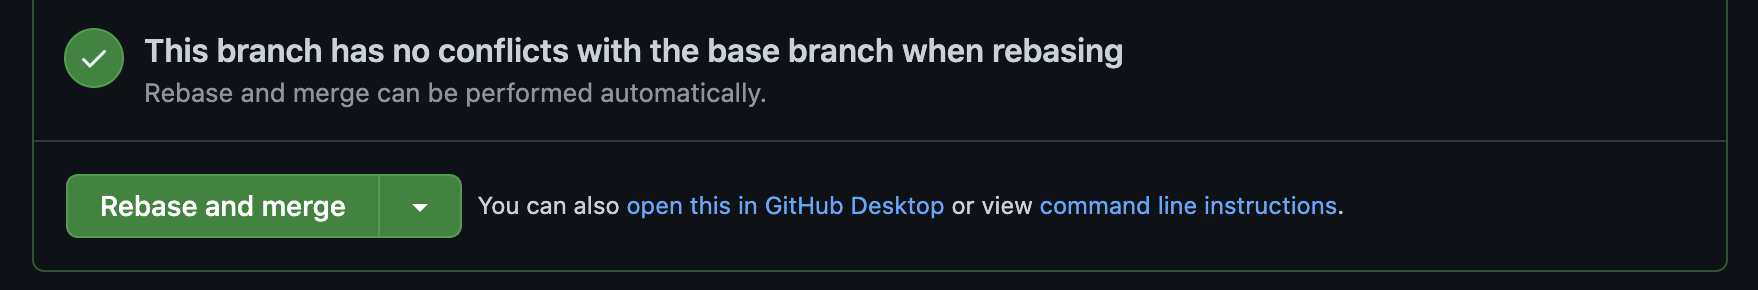 This branch has no conflicts with the base branch when rebasing
Rebase and merge can be performed automatically.
Rebase and merge
You can also open this in GitHub Desktop or view command line instructions.